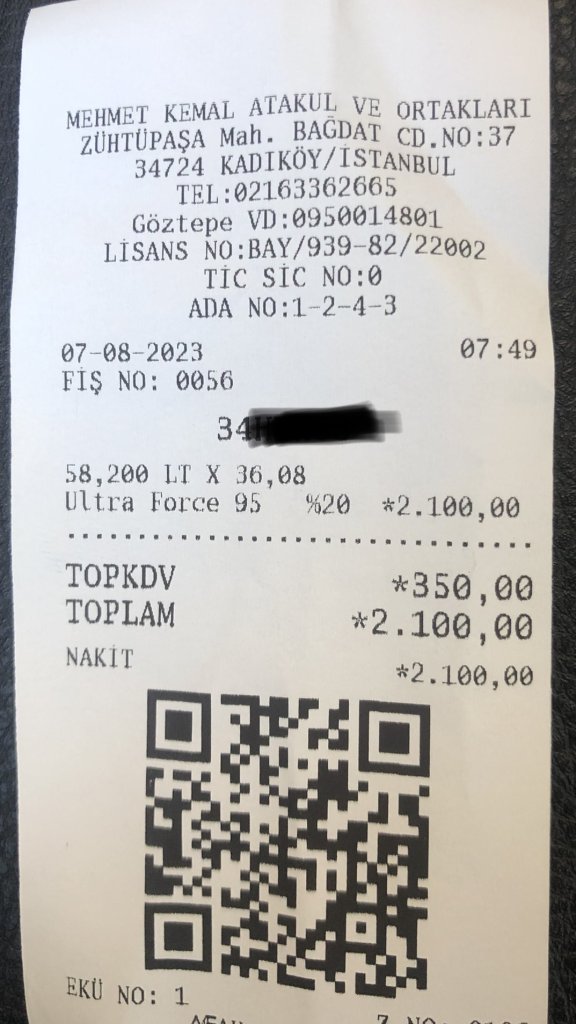 MEHMET KEMAL ATAKUL VE ORTAKLARI
ZÜHTÜPAŞA Mah. BAĞDAT CD.NO:37
34724 KADIKÖY/İSTANBUL
TEL:02163362665
Göztepe VD:0950014801
LİSANS NO:BAY/939-82/22002
TİC SİC NO:0
ADA NO:1-2-4-3
07-08-2023 07:49
FİŞ NO: 0056
34H
58,200 LT X 36,08
Ultra Force 95 %20 *2.100,00
TOPKDV *350,00
TOPLAM *2.100,00
NAKİT *2.100,00
EKÜ NO: 1
Z NO: